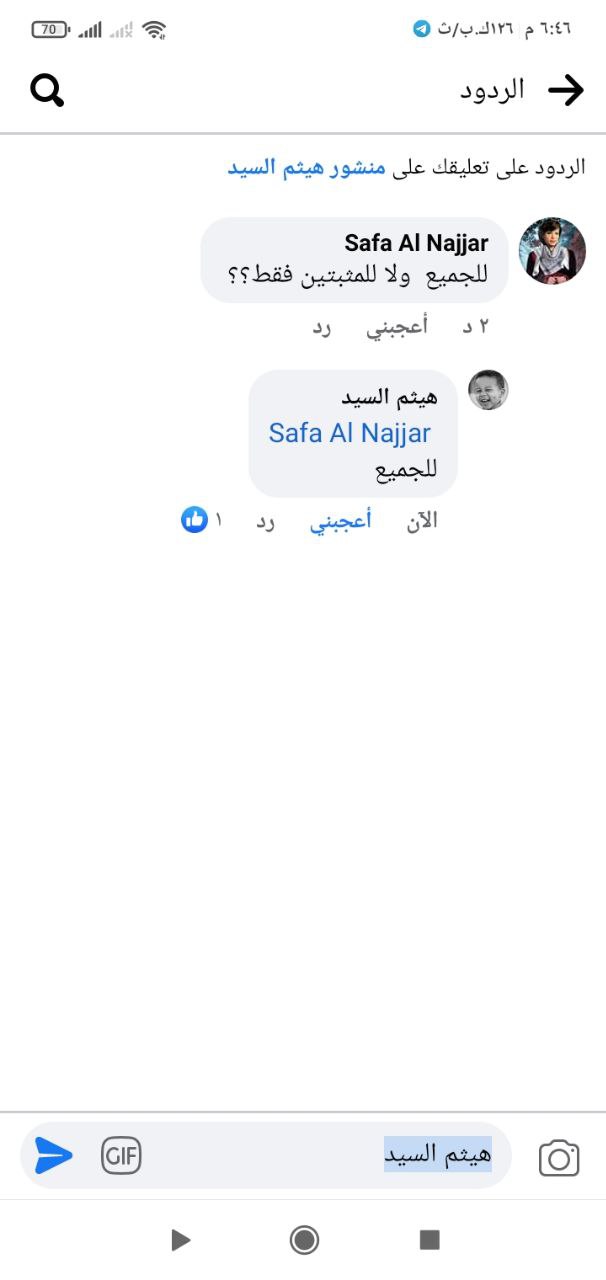 ٦:٤٦ م ١٢٦ك.ب/ث
70
الردود
الردود على تعليقك على منشور هيثم السيد
Safa Al Najjar
للجميع ولا للمثبتين فقط؟؟
٢ د أعجبني رد
هيثم السيد
Safa Al Najjar
للجميع
الآن أعجبني رد ١
هيثم السيد
GIF